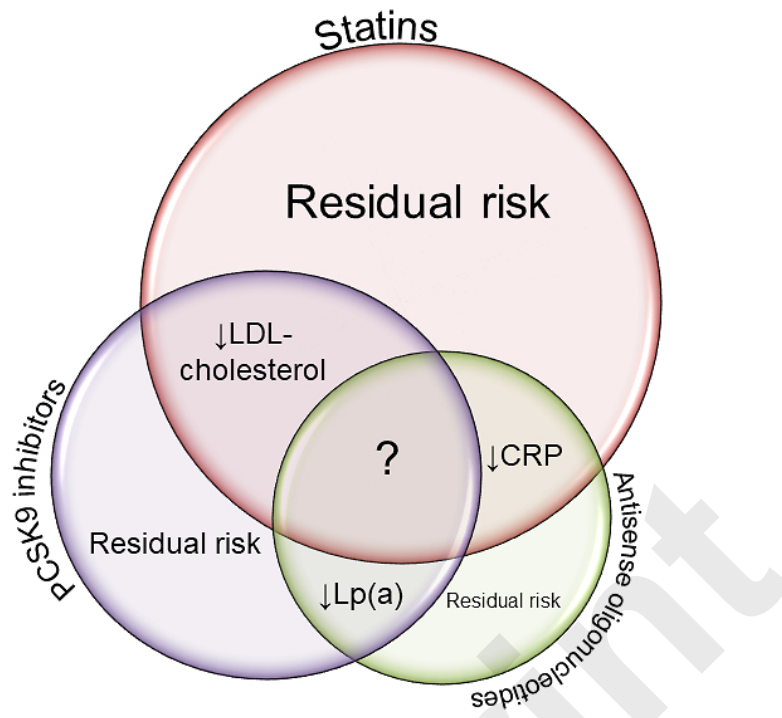 Statins
Residual risk
↓LDL-
cholesterol
?
↓CRP
PCSK9 inhibitors
Residual risk
↓Lp(a)
Residual risk
Antisense oligonucleotides